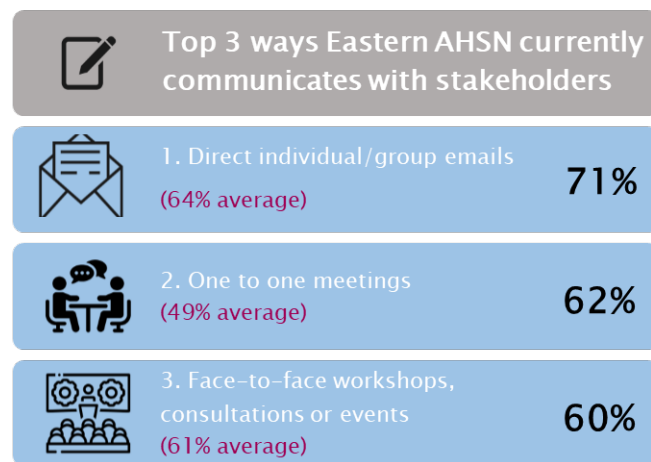 Top 3 ways Eastern AHSN currently
communicates with stakeholders
1. Direct individual/group emails
(64% average)
71%
2. One to one meetings
(49% average)
62%
3. Face-to-face workshops,
consultations or events
(61% average)
60%